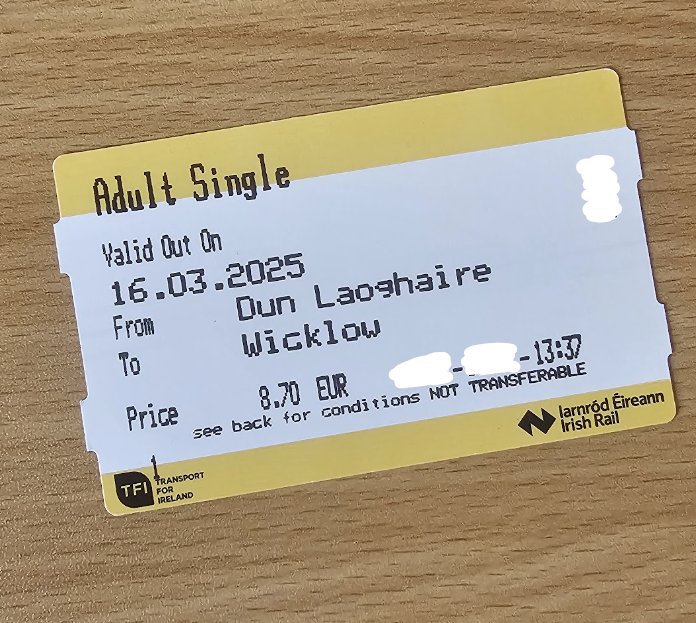 Adult Single
Valid Out On
16.03.2025
From Dun Laoghaire
To Wicklow
Price 8.70 EUR - -13:37
see back for conditions NOT TRANSFERABLE
1
TFI TRANSPORT
FOR
IRELAND
Iarnród Éireann
Irish Rail